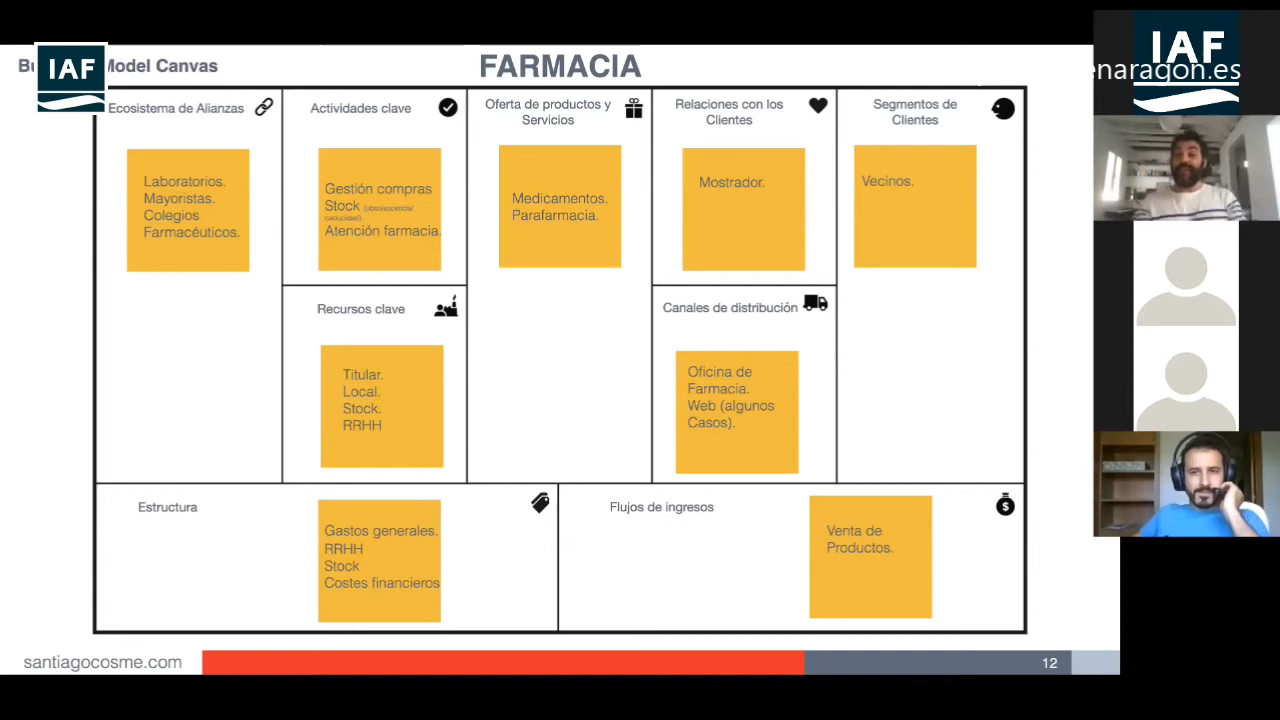 IAF
Model Canvas
FARMACIA
IAF
enaragon.es
Ecosistema de Alianzas
Laboratorios.
Mayoristas.
Colegios
Farmacéuticos.
Actividades clave
Gestión compras
Stock (obsolescencia/
caducidad).
Atención farmacia.
Recursos clave
Titular.
Local.
Stock.
RRHH
Oferta de productos y
Servicios
Medicamentos.
Parafarmacia.
Relaciones con los
Clientes
Mostrador.
Canales de distribución
Oficina de
Farmacia.
Web (algunos
Casos).
Segmentos de
Clientes
Vecinos.
Estructura
Gastos generales.
RRHH
Stock
Costes financieros
Flujos de ingresos
$
Venta de
Productos.
santiagocosme.com
12